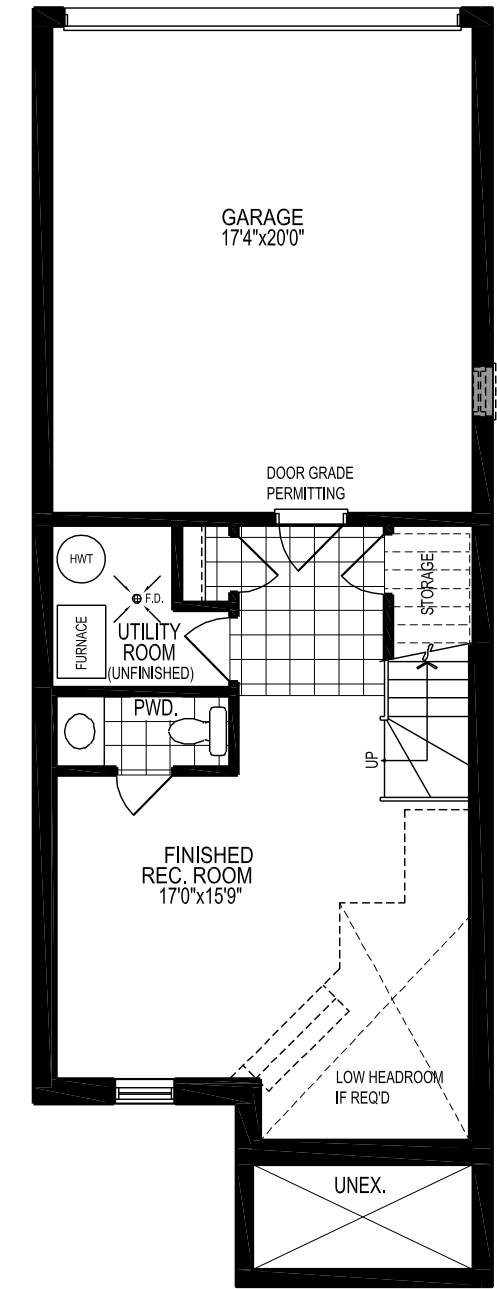 GARAGE
17'4"x20'0"
DOOR GRADE
PERMITTING
HWT
F.D.
FURNACE
UTILITY
ROOM
(UNFINISHED)
STORAGE
PWD.
UP
FINISHED
REC. ROOM
17'0"x15'9"
LOW HEADROOM
IF REQ'D
UNEX.